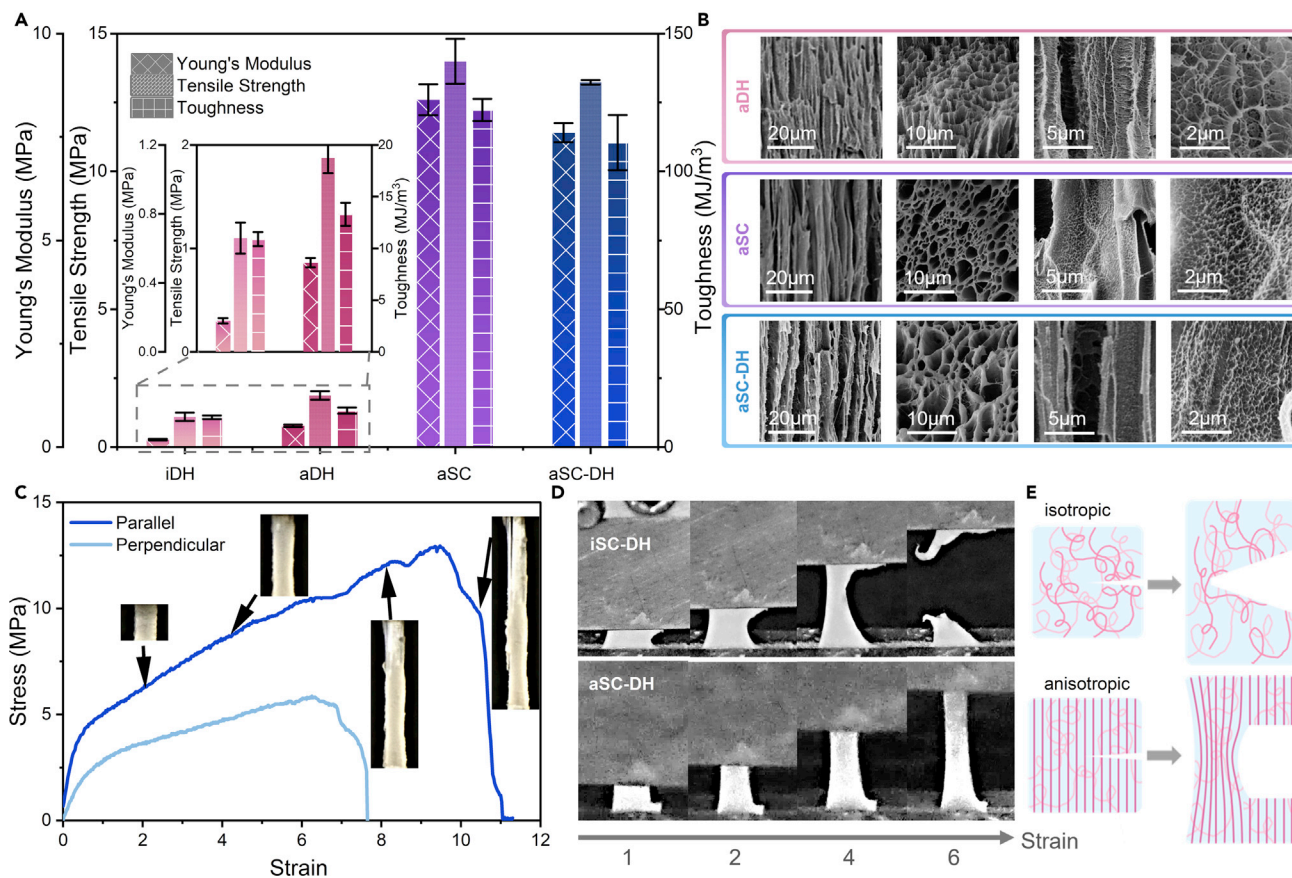 A
Young's Modulus (MPa)
10
5
0
Tensile Strength (MPa)
15
10
5
0
Young's Modulus
Tensile Strength
Toughness
Young's Modulus (MPa)
1.2
0.8
0.4
0.0
Tensile Strength (MPa)
2
1
0
20
15
10
5
0
Toughness (MJ/m³)
150
100
50
0
Toughness (MJ/m³)
iDH
aDH
aSC
aSC-DH
B
aDH
20μm
10μm
5μm
2μm
aSC
20μm
10μm
5μm
2μm
aSC-DH
20μm
10μm
5μm
2μm
C
Stress (MPa)
15
10
5
0
Parallel
Perpendicular
0
2
4
6
8
10
12
Strain
D
iSC-DH
aSC-DH
1
2
4
6
Strain
E
isotropic
anisotropic